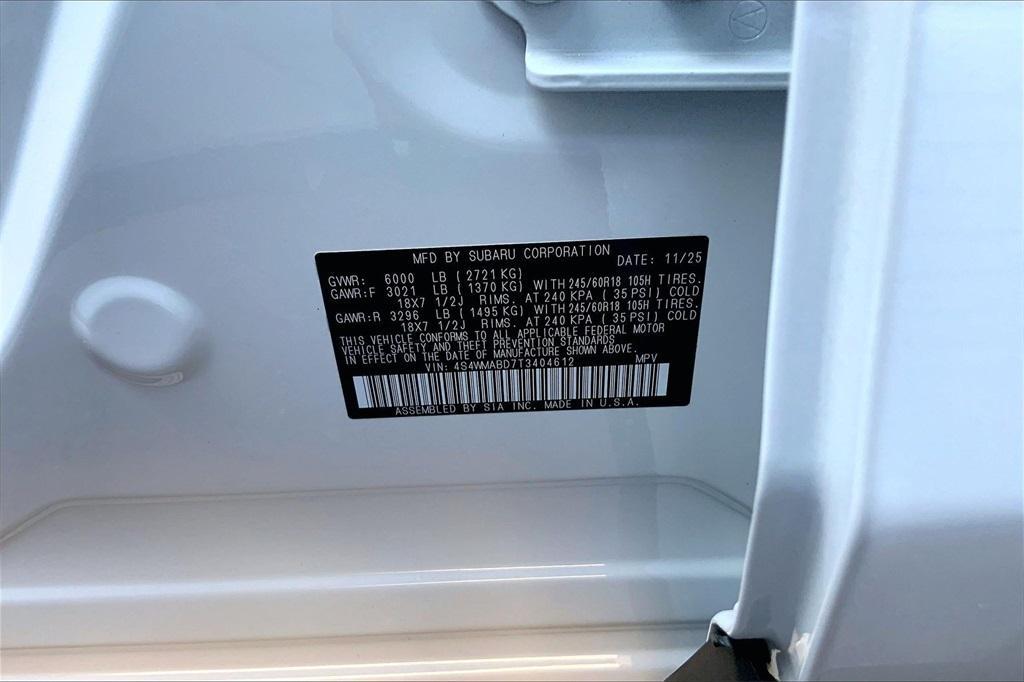 MFD BY SUBARU CORPORATION DATE: 11/25
GVWR: 6000 LB ( 2721 KG)
GAWR:F 3021 LB ( 1370 KG) WITH 245/60R18 105H TIRES.
18X7 1/2J RIMS. AT 240 KPA ( 35 PSI) COLD
GAWR:R 3296 LB ( 1495 KG) WITH 245/60R18 105H TIRES.
18X7 1/2J RIMS. AT 240 KPA ( 35 PSI) COLD
THIS VEHICLE CONFORMS TO ALL APPLICABLE FEDERAL MOTOR
VEHICLE SAFETY AND THEFT PREVENTION STANDARDS
IN EFFECT ON THE DATE OF MANUFACTURE SHOWN ABOVE.
VIN: 4S4WMABD7T3404612 MPV
ASSEMBLED BY SIA INC. MADE IN U.S.A.